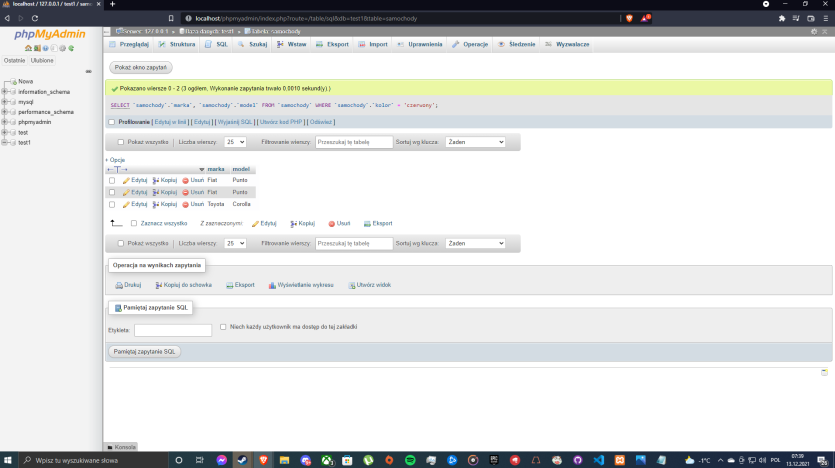 localhost / 127.0.0.1 / test1 / samo
localhost/phpmyadmin/index.php?route=/table/sql&db=test1&table=samochody
phpMyAdmin
Ostatnie Ulubione
Nowa
information_schema
mysql
performance_schema
phpmyadmin
test
test1
Serwer: 127.0.0.1 » Baza danych: test1 » Tabela: samochody
Przeglądaj Struktura SQL Szukaj Wstaw Eksport Import Uprawnienia Operacje Śledzenie Wyzwalacze
Pokaż okno zapytań
Pokazano wiersze 0 - 2 (3 ogółem, Wykonanie zapytania trwało 0,0010 sekund(y).)
SELECT `samochody`.`marka`, `samochody`.`model` FROM `samochody` WHERE `samochody`.`kolor` = "czerwony";
Profilowanie [ Edytuj w linii ] [ Edytuj ] [ Wyjaśnij SQL ] [ Utwórz kod PHP ] [ Odśwież ]
Pokaż wszystko Liczba wierszy: 25 Filtrowanie wierszy: Przeszukaj tę tabelę Sortuj wg klucza: Żaden
+ Opcje
←T→ marka model
Edytuj Kopiuj Usuń Fiat Punto
Edytuj Kopiuj Usuń Fiat Punto
Edytuj Kopiuj Usuń Toyota Corolla
Zaznacz wszystko Z zaznaczonymi: Edytuj Kopiuj Usuń Eksport
Pokaż wszystko Liczba wierszy: 25 Filtrowanie wierszy: Przeszukaj tę tabelę Sortuj wg klucza: Żaden
Operacja na wynikach zapytania
Drukuj Kopiuj do schowka Eksport Wyświetlanie wykresu Utwórz widok
Pamiętaj zapytanie SQL
Etykieta: Niech każdy użytkownik ma dostęp do tej zakładki
Pamiętaj zapytanie SQL
Konsola
Wpisz tu wyszukiwane słowa
-1°C POL 07:39
13.12.2021